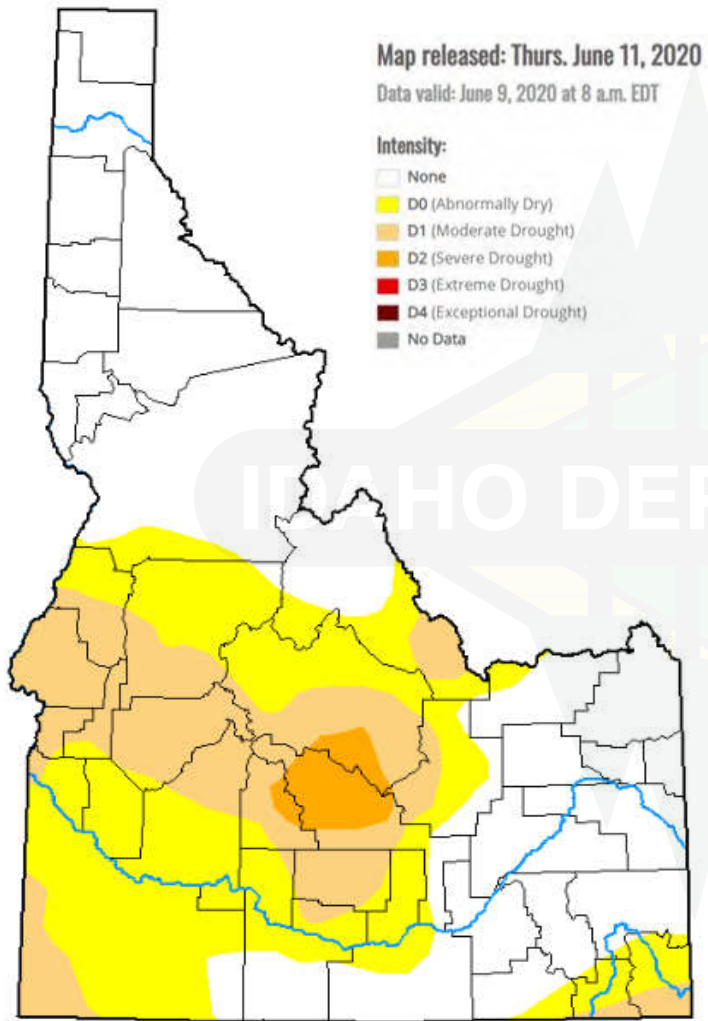 Map released: Thurs. June 11, 2020
Data valid: June 9, 2020 at 8 a.m. EDT
Intensity:
None
D0 (Abnormally Dry)
D1 (Moderate Drought)
D2 (Severe Drought)
D3 (Extreme Drought)
D4 (Exceptional Drought)
No Data
IDAHO DEP